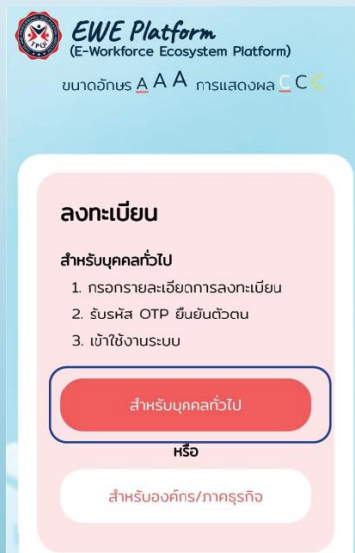 EWE Platform
(E-Workforce Ecosystem Platform)
ขนาดอักษร A A A การแสดงผล C C C
ลงทะเบียน
สำหรับบุคคลทั่วไป
1. กรอกรายละเอียดการลงทะเบียน
2. รับรหัส OTP ยืนยันตัวตน
3. เข้าใช้งานระบบ
สำหรับบุคคลทั่วไป
หรือ
สำหรับองค์กร/ภาคธุรกิจ